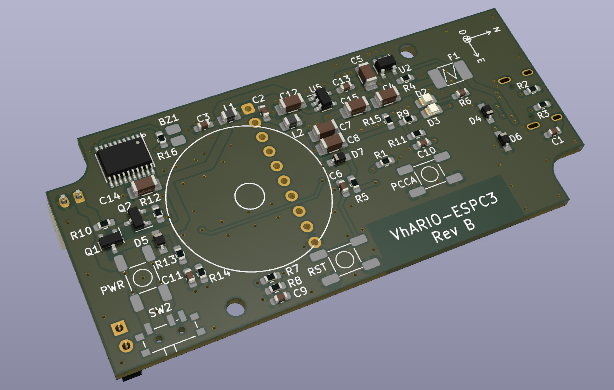 O N
E
C5
U2
F1
C13
U6
R4
R2
C12
C2
C15
D2
R6
R3
L1
C3
BZ1
R9
D3
D4
R15
L2
C7
C8
R11
D6
C1
R16
D7
C10
R1
C14
C6
PCCA
R5
R12
Q2
VhARIO-ESPC3
Rev B
R10
Q1
D5
R13
RST
C11
R14
R7
R8
C9
PWR
SW2